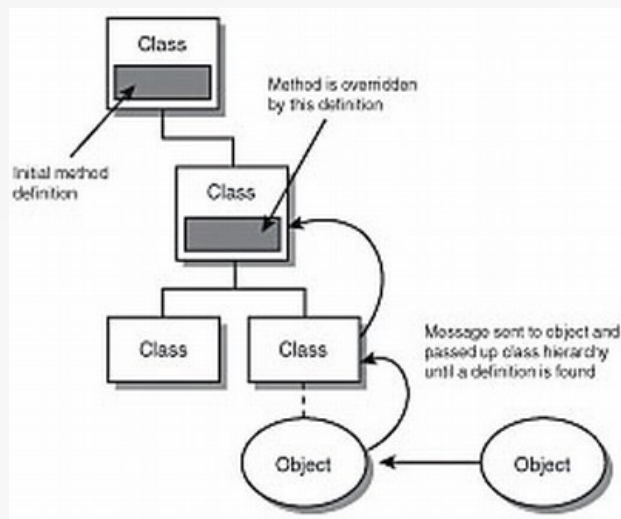 Class
Method is overridden
by this definition
Initial method
definition
Class
Class
Class
Message sent to object and
passed up class hierarchy
until a definition is found
Object
Object